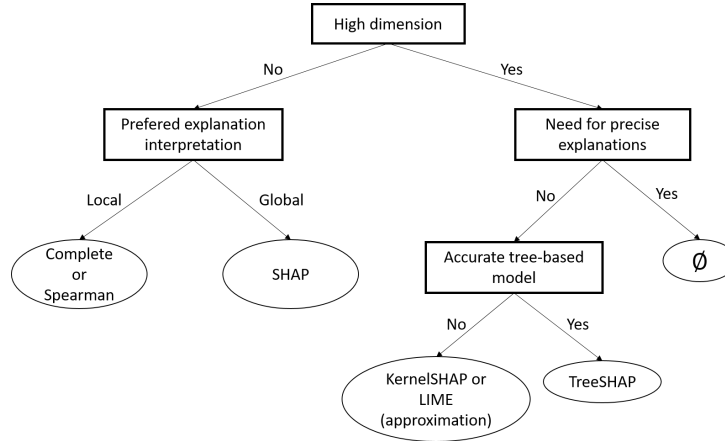 High dimension
No
Yes
Prefered explanation
interpretation
Need for precise
explanations
Local
Global
No
Yes
Complete
or
Spearman
SHAP
Accurate tree-based
model
Ø
No
Yes
KernelSHAP or
LIME
(approximation)
TreeSHAP